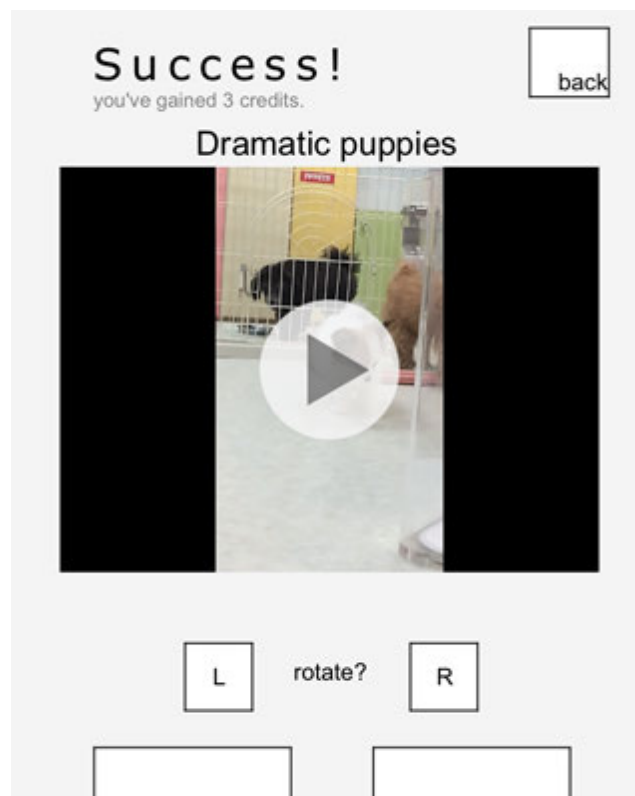 Success!
back
you've gained 3 credits.
Dramatic puppies
L rotate? R